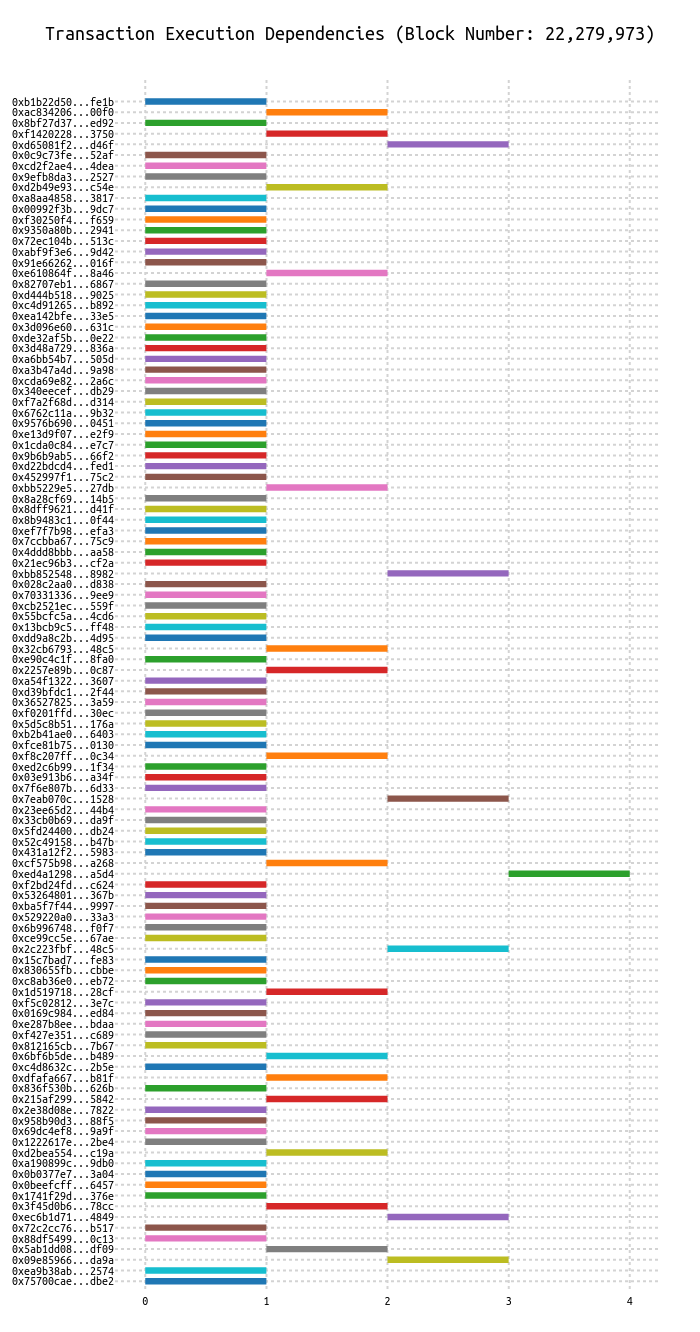 Transaction Execution Dependencies (Block Number: 22,279,973)
0xb1b22d50...fe1b
0xac834206...00f0
0x8bf27d37...ed92
0xf1420228...3750
0xd65081f2...d46f
0x0c9c73fe...52af
0xcd2f2ae4...4dea
0x9efb8da3...2527
0xd2b49e93...c54e
0xa8aa4858...3817
0x00992f3b...9dc7
0xf30250f4...f659
0x9350a80b...2941
0x72ec104b...513c
0xabf9f3e6...9d42
0x91e66262...016f
0xe610864f...8a46
0x82707eb1...6867
0xd444b518...9025
0xc4d91265...b892
0xea142bfe...33e5
0x3d096e60...631c
0xde32af5b...0e22
0x3d48a729...836a
0xa6bb54b7...505d
0xa3b47a4d...9a98
0xcda69e82...2a6c
0x340eecef...db29
0xf7a2f68d...d314
0x6762c11a...9b32
0x9576b690...0451
0xe13d9f07...e2f9
0x1cda0c84...e7c7
0x9b6b9ab5...66f2
0xd22bdcd4...fed1
0x452997f1...75c2
0xbb5229e5...27db
0x8a28cf69...14b5
0x8dff9621...d41f
0x8b9483c1...0f44
0xef7f7b98...efa3
0x7ccbba67...75c9
0x4ddd8bbb...aa58
0x21ec96b3...cf2a
0xbb852548...8982
0x028c2aa0...d838
0x70331336...9ee9
0xcb2521ec...559f
0x55bcfc5a...4cd6
0x13bcb9c5...ff48
0xdd9a8c2b...4d95
0x32cb6793...48c5
0xe90c4c1f...8fa0
0x2257e89b...0c87
0xa54f1322...3607
0xd39bfdc1...2f44
0x36527825...3a59
0xf0201ffd...30ec
0x5d5c8b51...176a
0xb2b41ae0...6403
0xfce81b75...0130
0xf8c207ff...0c34
0xed2c6b99...1f34
0x03e913b6...a34f
0x7f6e807b...6d33
0x7eab070c...1528
0x23ee65d2...44b4
0x33cb0b69...da9f
0x5fd24400...db24
0x52c49158...b47b
0x431a12f2...5983
0xcf575b98...a268
0xed4a1298...a5d4
0xf2bd24fd...c624
0x53264801...367b
0xba5f7f44...9997
0x529220a0...33a3
0x6b996748...f0f7
0xce99cc5e...67ae
0x2c223fbf...48c5
0x15c7bad7...fe83
0x830655fb...cbbe
0xc8ab36e0...eb72
0x1d519718...28cf
0xf5c02812...3e7c
0x0169c984...ed84
0xe287b8ee...bdaa
0xf427e351...c689
0x812165cb...7b67
0x6bf6b5de...b489
0xc4d8632c...2b5e
0xdfafa667...b81f
0x836f530b...626b
0x215af299...5842
0x2e38d08e...7822
0x958b90d3...88f5
0x69dc4ef8...9a9f
0x1222617e...2be4
0xd2bea554...c19a
0xa190899c...9db0
0x0b0377e7...3a04
0x0beefcff...6457
0x1741f29d...376e
0x3f45d0b6...78cc
0xec6b1d71...4849
0x72c2cc76...b517
0x88df5499...0c13
0x5ab1dd08...df09
0x09e85966...da9a
0xea9b38ab...2574
0x75700cae...dbe2
0 1 2 3 4